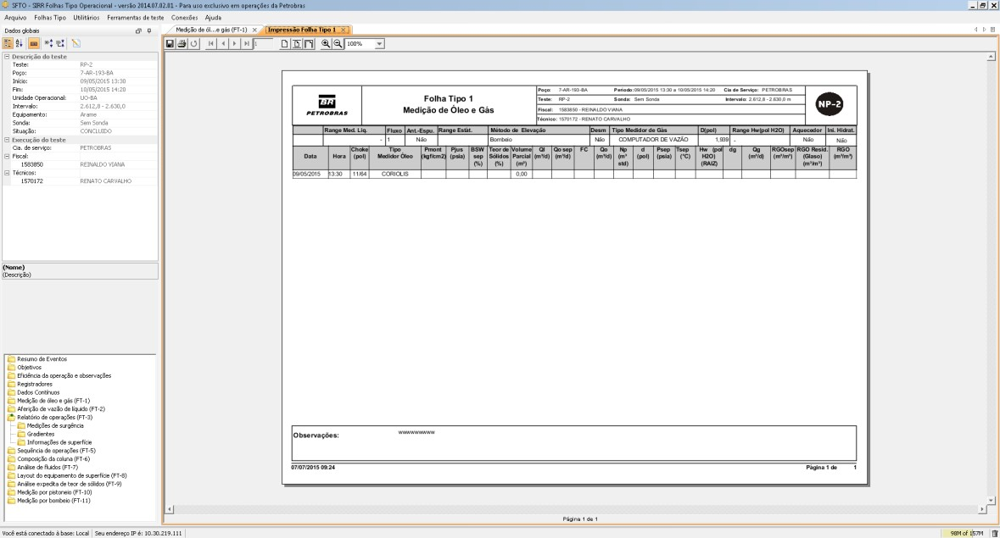 SFTO - SIRR Folhas Tipo Operacional - versão 2014.07.02.01 - Para uso exclusivo em operações da Petrobras
Arquivo Folhas Tipo Utilitários Ferramentas de teste Conexões Ajuda
Dados globais
Medição de ól...e gás (FT-1) Impressão Folha Tipo 1
100%
Descrição do teste
Teste: RP-2
Poço: 7-AR-193-BA
Início: 09/05/2015 13:30
Fim: 10/05/2015 14:20
Unidade Operacional: UO-BA
Intervalo: 2.612,8 - 2.630,0
Equipamento: Arame
Sonda: Sem Sonda
Situação: CONCLUIDO
Execução do teste
Cia. de serviço: PETROBRAS
Fiscal:
1583850 REINALDO VIANA
Técnicos:
1570172 RENATO CARVALHO
(Nome)
(Descrição)
Resumo de Eventos
Objetivos
Eficiência da operação e observações
Registradores
Dados Contínuos
Medição de óleo e gás (FT-1)
Aferição de vazão de líquido (FT-2)
Relatório de operações (FT-3)
Medições de surgência
Gradientes
Informações de superfície
Sequência de operações (FT-5)
Composição da coluna (FT-6)
Análise de fluidos (FT-7)
Layout do equipamento de superfície (FT-8)
Análise expedita de teor de sólidos (FT-9)
Medição por pistoneio (FT-10)
Medição por bombeio (FT-11)
BR
PETROBRAS
Folha Tipo 1
Medição de Óleo e Gás
Poço: 7-AR-193-BA Período: 09/05/2015 13:30 a 10/05/2015 14:20 Cia de Serviço: PETROBRAS
Teste: RP-2 Sonda: Sem Sonda Intervalo: 2.612,8 - 2.630,0 m
Fiscal: 1583850 - REINALDO VIANA
Técnico: 1570172 - RENATO CARVALHO
NP-2
Range Med. Líq. Fluxo Ant.-Espu. Range Estát. Método de Elevação Desm Tipo Medidor de Gás D(pol) Range Hw(pol H2O) Aquecedor Ini. Hidrat.
- 1 Não Bombeio Não COMPUTADOR DE VAZÃO 1,939 - Não Não
Data Hora Choke (pol) Tipo Medidor Óleo Pmont (kgf/cm2) Pjus (psia) BSW sep (%) Teor de Sólidos (%) Volume Parcial (m³) Ql (m³/d) Qo sep (m³/d) FC Qo (m³/d) Np (m³ std) d (pol) Psep (psia) Tsep (°C) Hw (pol H2O) (RAIZ) dg Qg (m³/d) RGOsep (m³/m³) RGO Resid. (Glaso) (m³/m³) RGO (m³/m³)
09/05/2015 13:30 11/64 CORIOLIS 0,00
Observações: wwwwwwwww
07/07/2015 09:24 Página 1 de 1
Página 1 de 1
Você está conectado à base: Local Seu endereço IP é: 10.30.219.111 98M of 157M